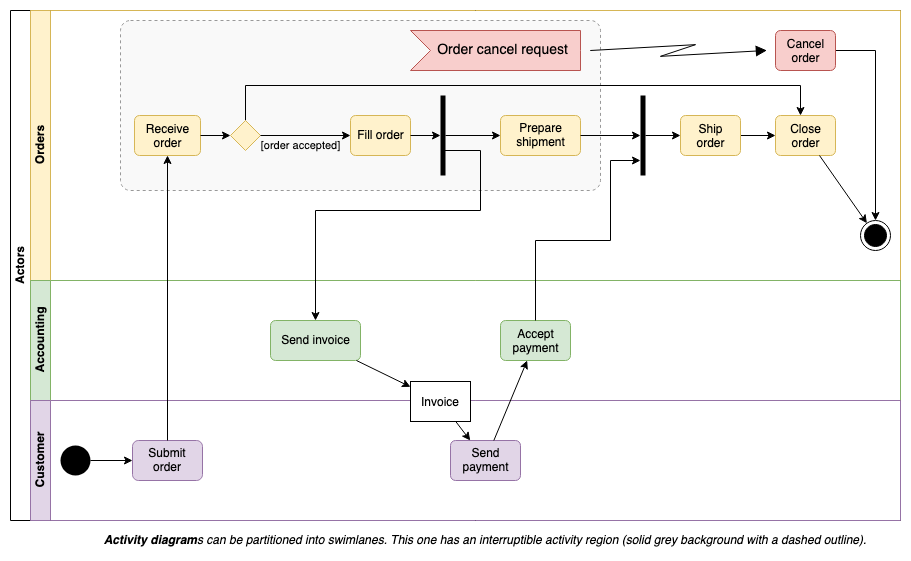 Actors
Orders
Order cancel request
Cancel
order
Receive
order
[order accepted]
Fill order
Prepare
shipment
Ship
order
Close
order
Accounting
Send invoice
Accept
payment
Invoice
Customer
Submit
order
Send
payment
Activity diagrams can be partitioned into swimlanes. This one has an interruptible activity region (solid grey background with a dashed outline).